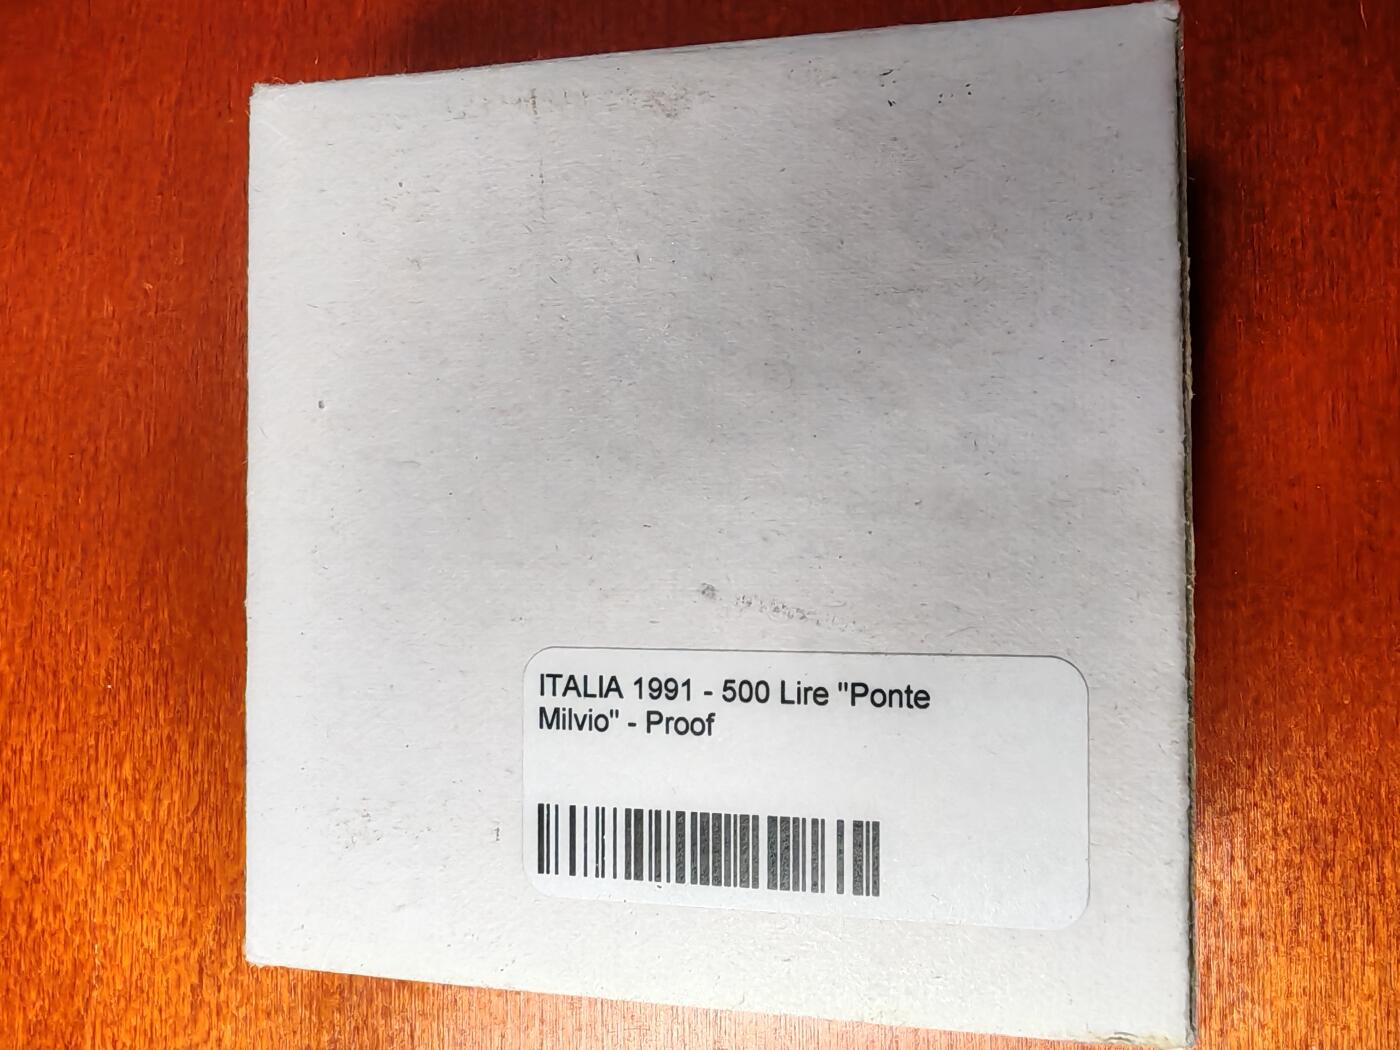 ITALIA 1991 - 500 Lire "Ponte
Milvio" - Proof